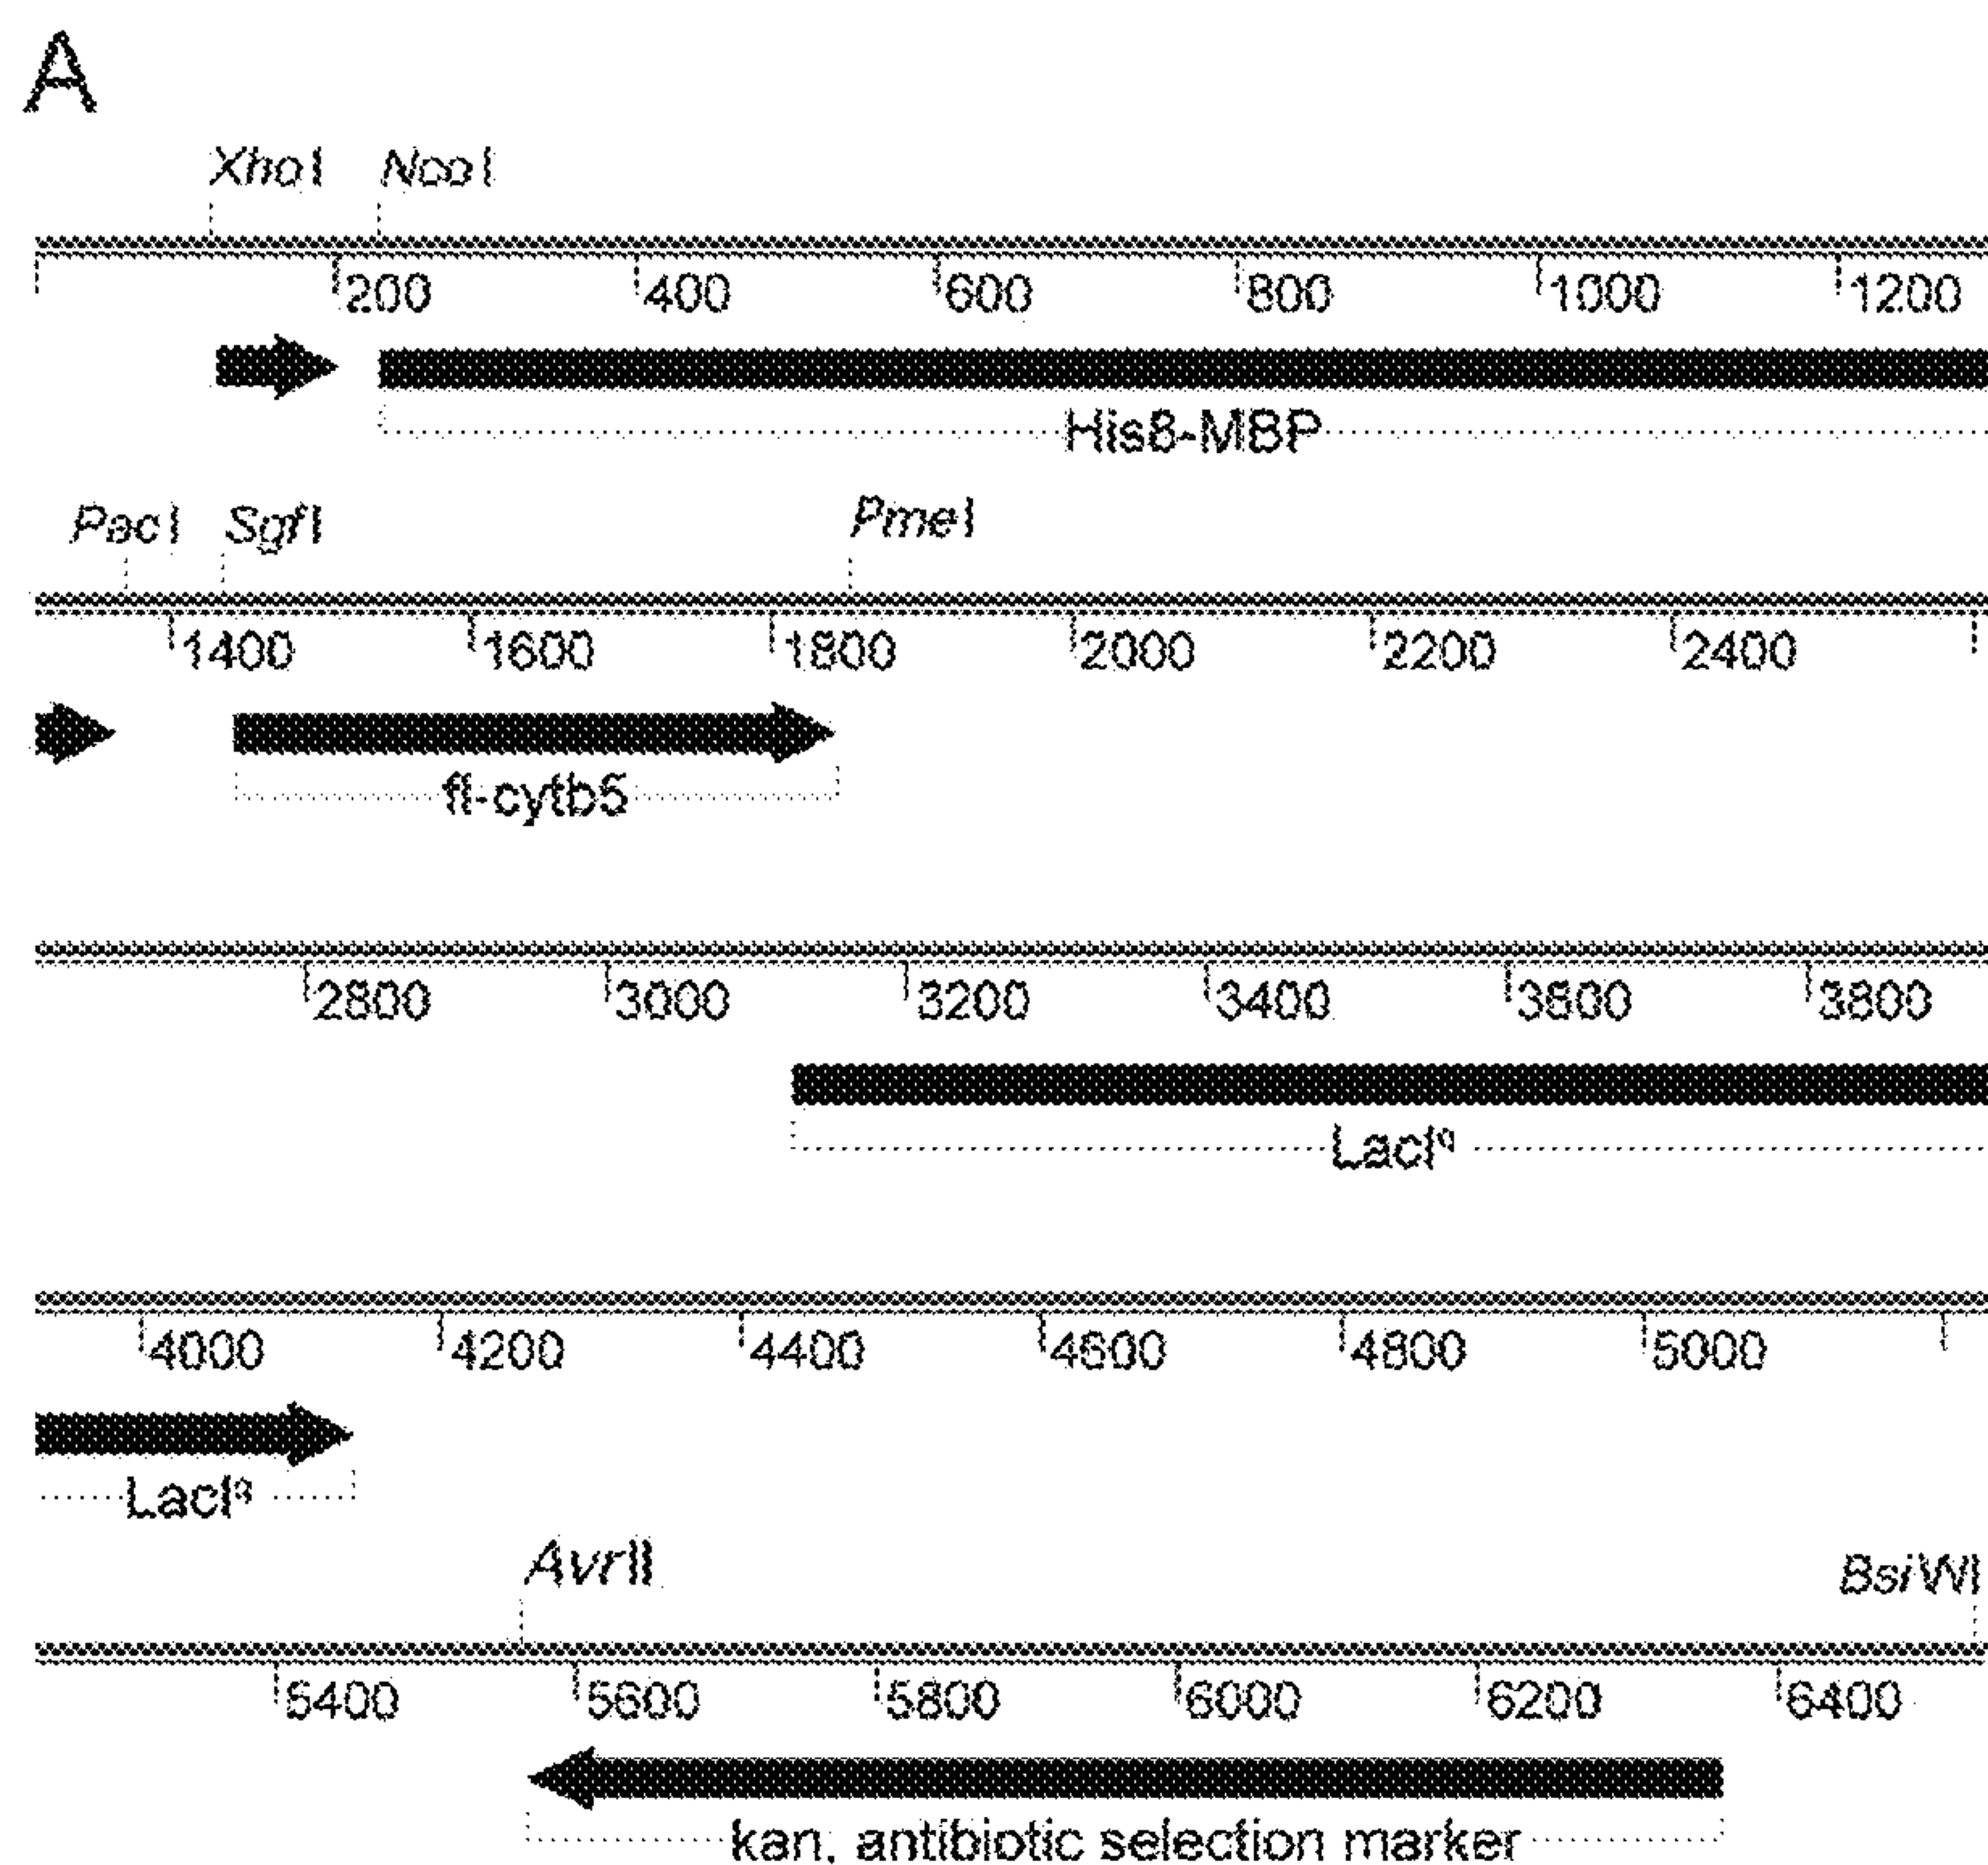 A
XhoI NcoI
200 400 600 800 1000 1200
His8-MBP
PacI SgfI PmeI
1400 1600 1800 2000 2200 2400
fl-cytb5
2800 3000 3200 3400 3600 3800
LacIq
4000 4200 4400 4600 4800 5000
LacIq
AvrII BsiWI
5400 5600 5800 6000 6200 6400
kan, antibiotic selection marker